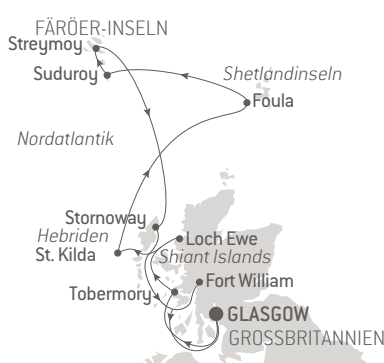 FÄRÖER-INSELN
Streymoy
Suduroy
Shetlandinseln
Foula
Nordatlantik
Stornoway
Hebriden
Loch Ewe
St. Kilda
Shiant Islands
Fort William
Tobermory
GLASGOW
GROSSBRITANNIEN